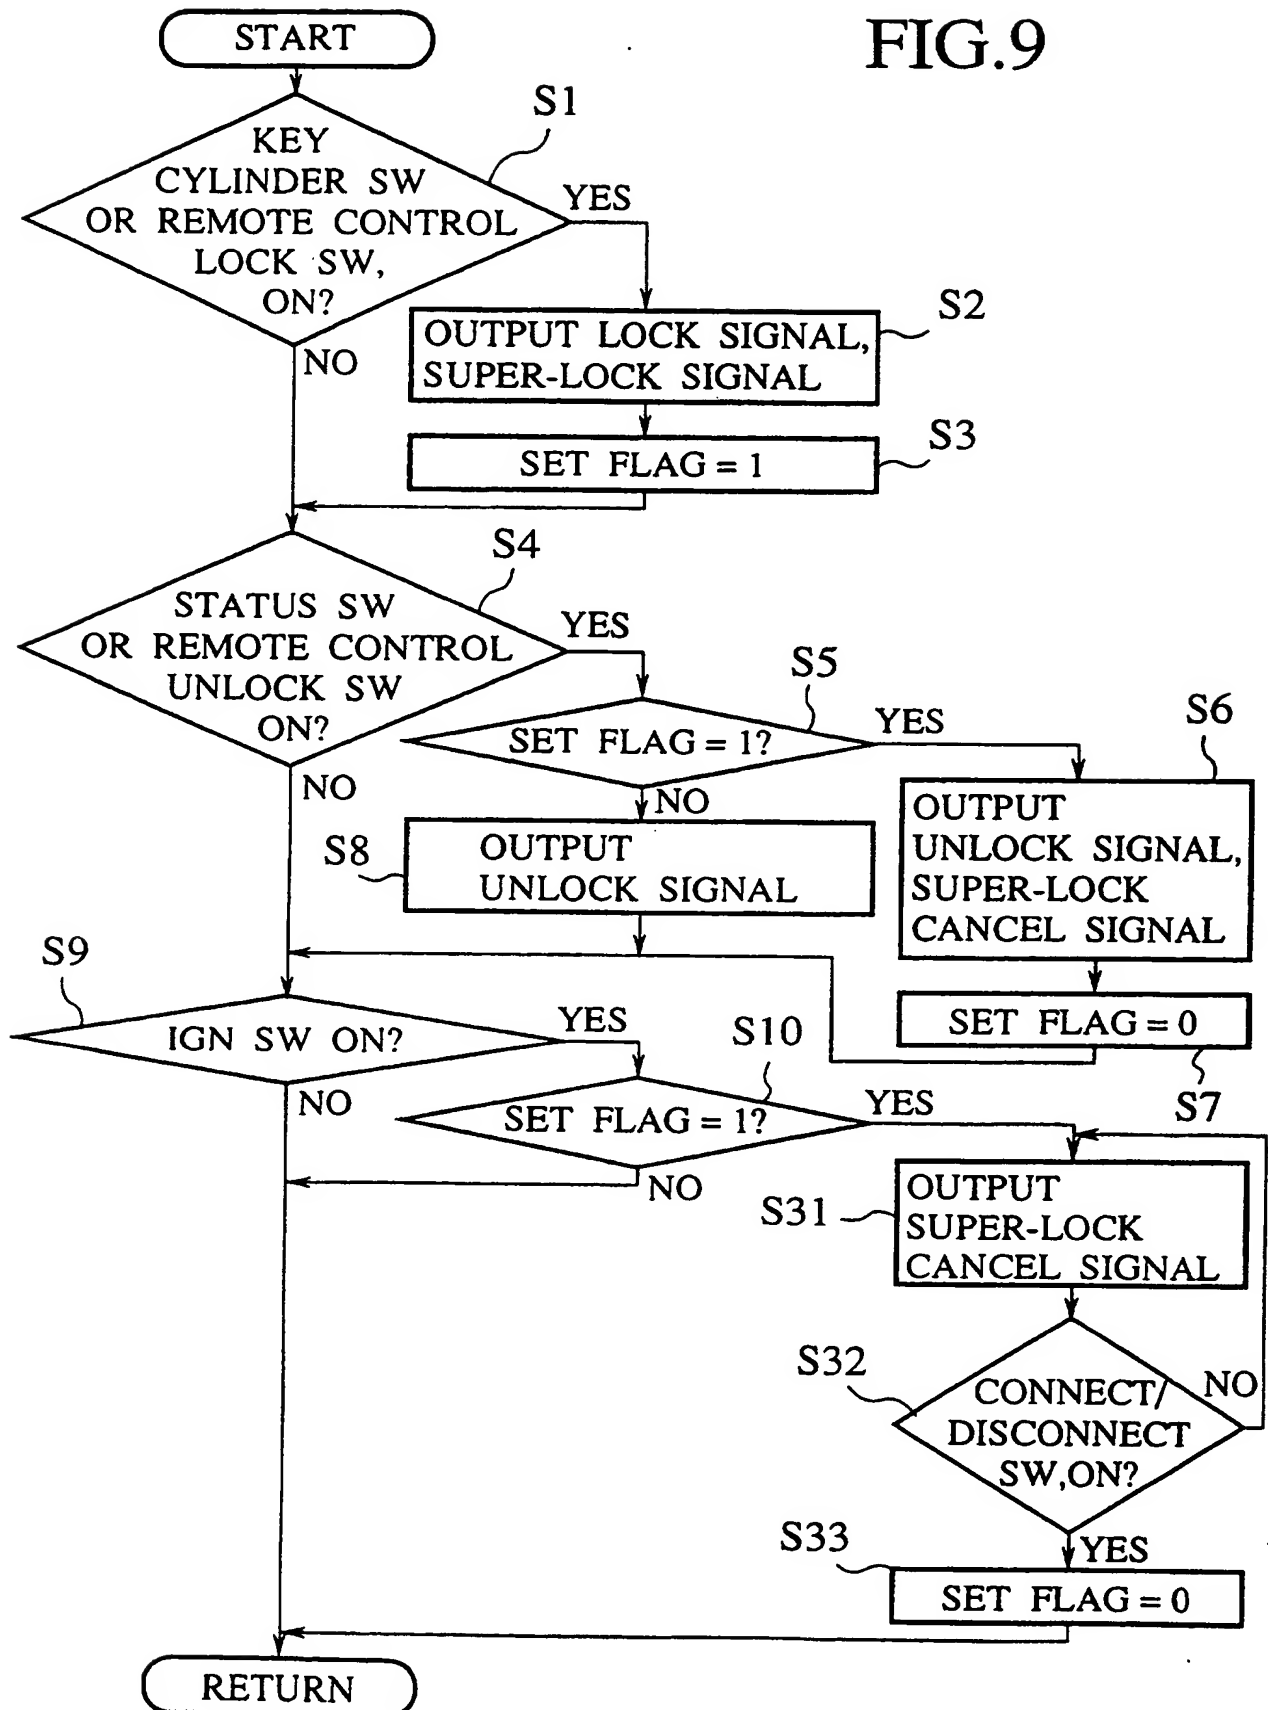 FIG.9
START
S1
KEY
CYLINDER SW
OR REMOTE CONTROL
LOCK SW,
ON?
YES
NO
S2
OUTPUT LOCK SIGNAL,
SUPER-LOCK SIGNAL
S3
SET FLAG = 1
S4
STATUS SW
OR REMOTE CONTROL
UNLOCK SW
ON?
YES
NO
S5
SET FLAG = 1?
YES
NO
S6
OUTPUT
UNLOCK SIGNAL,
SUPER-LOCK
CANCEL SIGNAL
S8
OUTPUT
UNLOCK SIGNAL
SET FLAG = 0
S7
S9
IGN SW ON?
YES
NO
S10
SET FLAG = 1?
YES
NO
S31
OUTPUT
SUPER-LOCK
CANCEL SIGNAL
S32
CONNECT/
DISCONNECT
SW,ON?
NO
YES
S33
SET FLAG = 0
RETURN